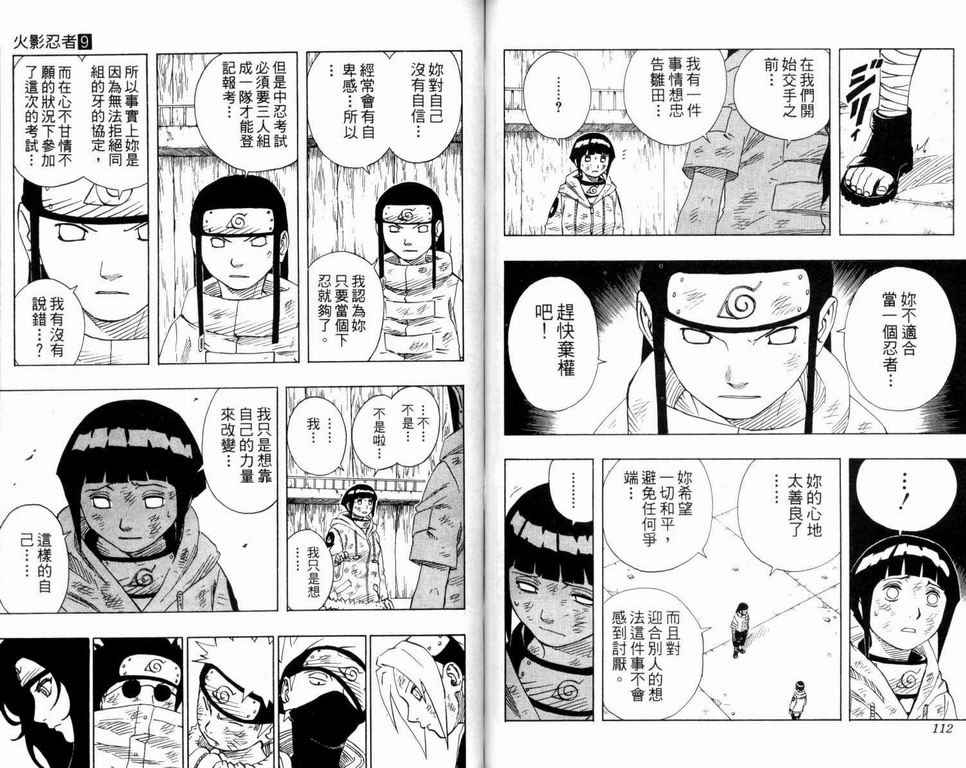 在我們開
始交手之
前…
我有一件
事情想忠
告雛田…
……?
妳不適合
當一個忍者…
趕快棄權
吧!
…!
妳的心地
太善良了
妳希望
一切和平,
避免任何爭
端…
而且對
迎合別人的想
法這件事不會
感到討厭。
………
112
火影忍者9
妳對自己
沒有自信…
經常會有自
卑感…所以
…
我認為妳
只要當個下
忍就夠了。
但是中忍考試
必須要三人組
成一隊才能登
記報考…
所以事實上妳是
因為無法拒絕同
組的牙的協定,
而在心不甘情不
願的狀況下參加
了這次的考試…
我有沒有
說錯…?
…不
不是…
不是啦…
我
…
我只是想
……
我只是想靠
自己的力量
來改變…
這樣的自
己……